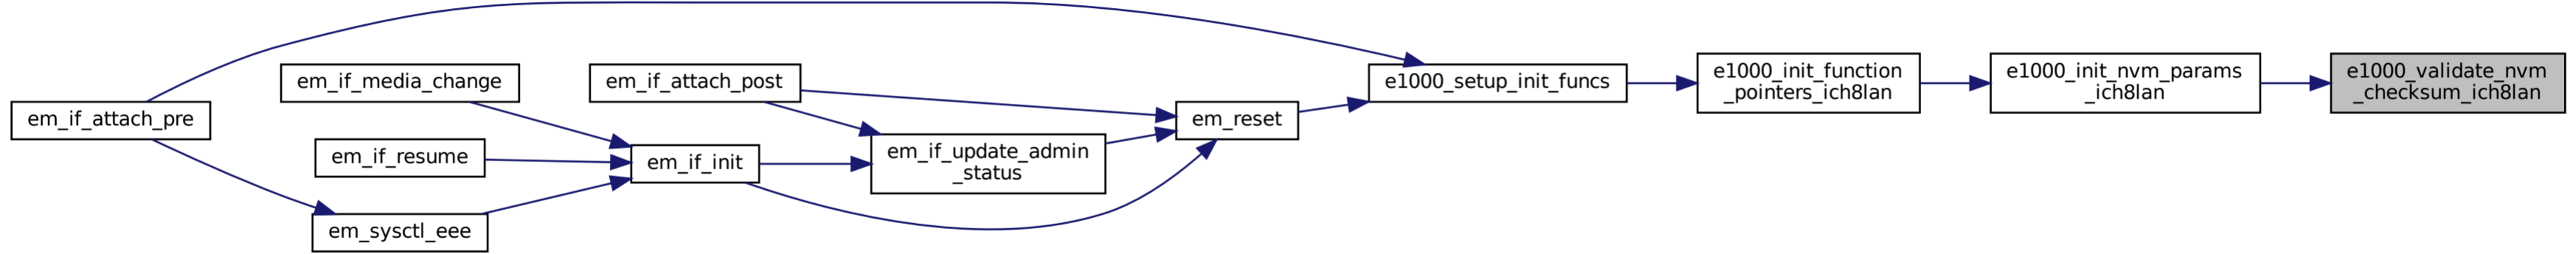 em_if_attach_pre
em_if_media_change
em_if_resume
em_sysctl_eee
em_if_attach_post
em_if_init
em_if_update_admin
_status
em_reset
e1000_setup_init_funcs
e1000_init_function
_pointers_ich8lan
e1000_init_nvm_params
_ich8lan
e1000_validate_nvm
_checksum_ich8lan